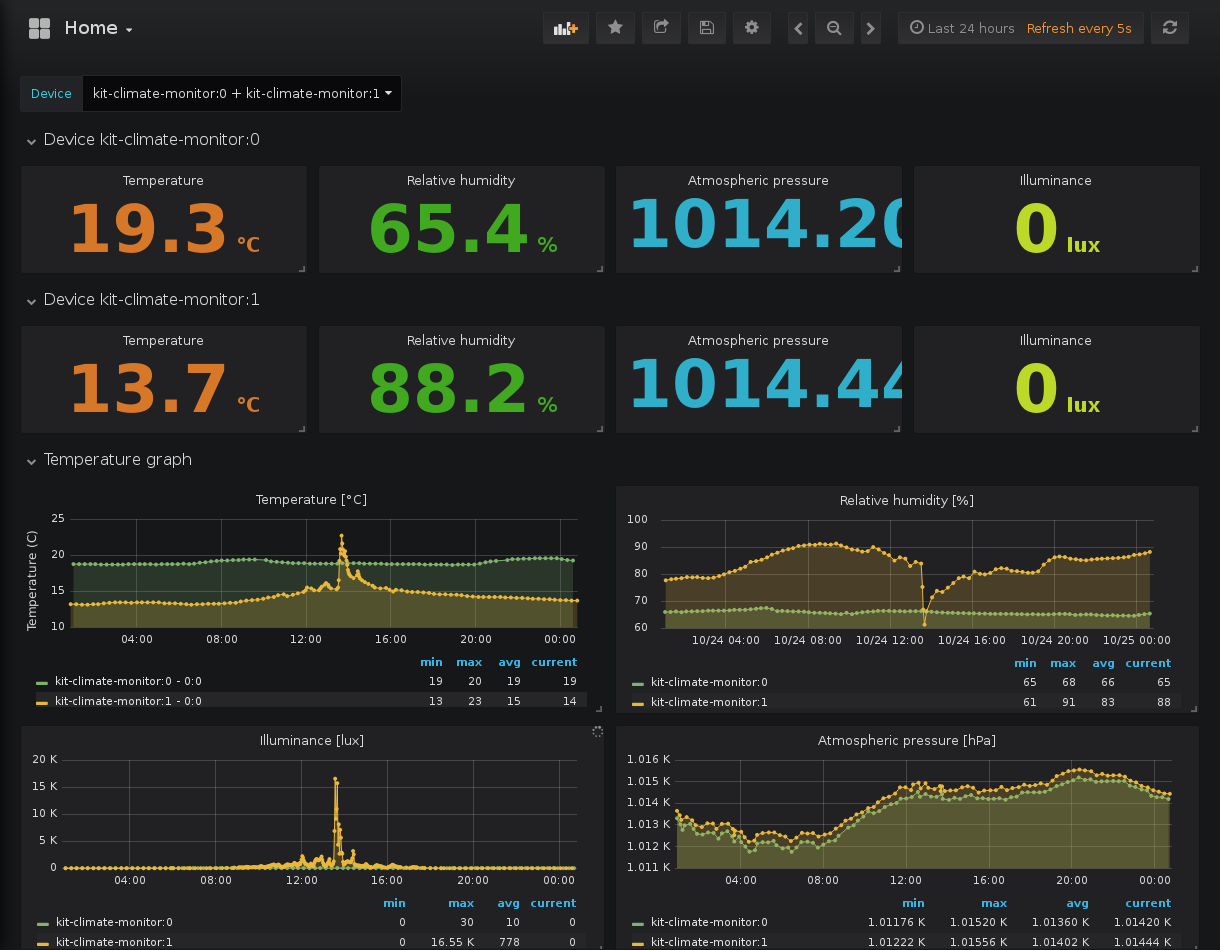 Home
Last 24 hours Refresh every 5s
Device kit-climate-monitor:0 + kit-climate-monitor:1
Device kit-climate-monitor:0
Temperature Relative humidity Atmospheric pressure Illuminance
19.3 °C 65.4 % 1014.20 0 lux
Device kit-climate-monitor:1
Temperature Relative humidity Atmospheric pressure Illuminance
13.7 °C 88.2 % 1014.44 0 lux
Temperature graph
Temperature [°C]
Temperature (C)
25
20
15
10
04:00 08:00 12:00 16:00 20:00 00:00
min max avg current
kit-climate-monitor:0 - 0:0 19 20 19 19
kit-climate-monitor:1 - 0:0 13 23 15 14
Relative humidity [%]
100
90
80
70
60
10/24 04:00 10/24 08:00 10/24 12:00 10/24 16:00 10/24 20:00 10/25 00:00
min max avg current
kit-climate-monitor:0 65 68 66 65
kit-climate-monitor:1 61 91 83 88
Illuminance [lux]
20 K
15 K
10 K
5 K
0
04:00 08:00 12:00 16:00 20:00 00:00
min max avg current
kit-climate-monitor:0 0 30 10 0
kit-climate-monitor:1 0 16.55 K 778 0
Atmospheric pressure [hPa]
1.016 K
1.015 K
1.014 K
1.013 K
1.012 K
1.011 K
04:00 08:00 12:00 16:00 20:00 00:00
min max avg current
kit-climate-monitor:0 1.01176 K 1.01520 K 1.01360 K 1.01420 K
kit-climate-monitor:1 1.01222 K 1.01556 K 1.01402 K 1.01444 K